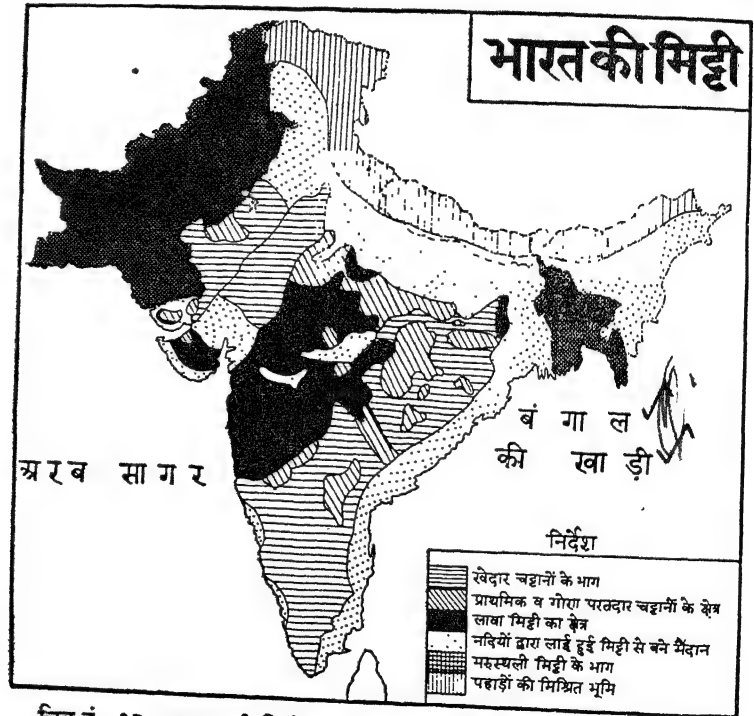 भारत की मिट्टी
बं गा ल
की खा ड़ी
अरब सागर
निर्देश
रवेदार चट्टानों के भाग
प्राथमिक व गौण परतदार चट्टानों के क्षेत्र
लावा मिट्टी का क्षेत्र
नदियों द्वारा लाई हुई मिट्टी से बने मैदान
मरुस्थली मिट्टी के भाग
पहाड़ों की मिश्रित भूमि